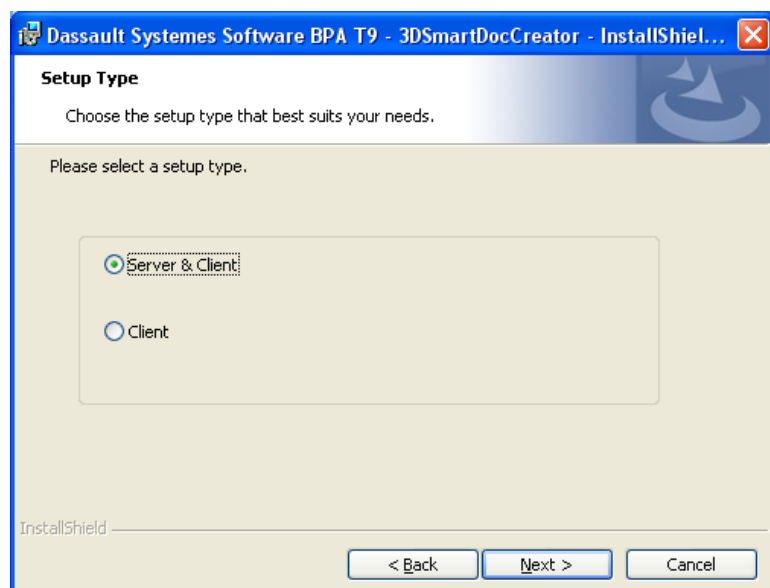 Dassault Systemes Software BPA T9 - 3DSmartDocCreator - InstallShiel...
Setup Type
Choose the setup type that best suits your needs.
Please select a setup type.
Server & Client
Client
InstallShield
< Back Next > Cancel